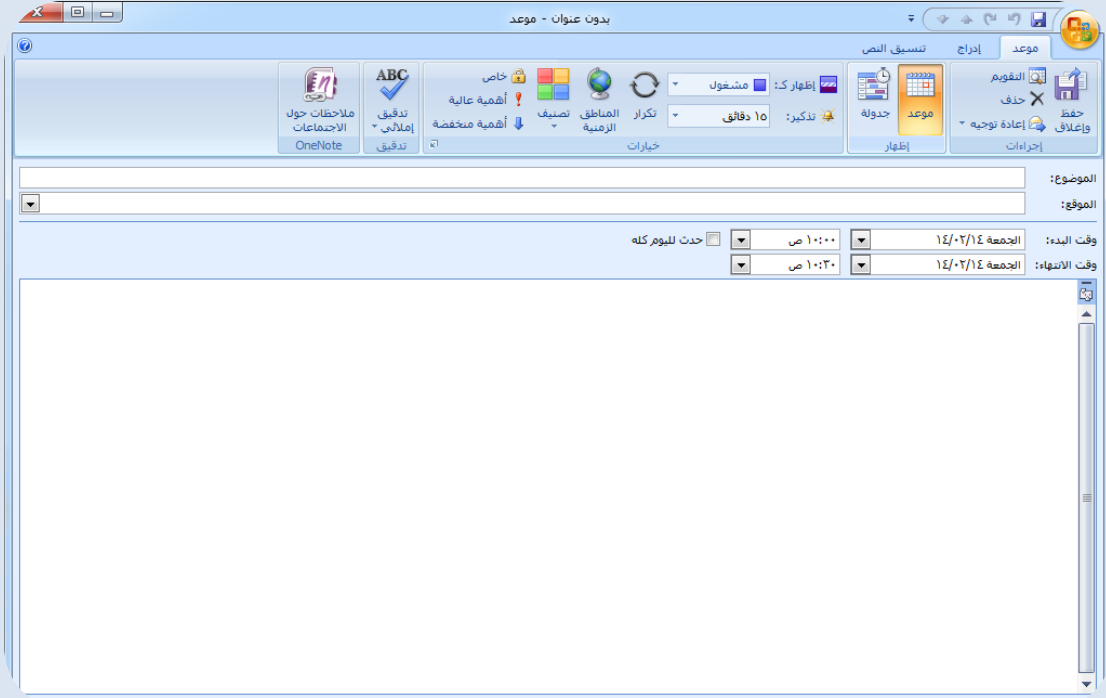 بدون عنوان - موعد
موعد
إدراج
تنسيق النص
حفظ
وإغلاق
التقويم
حذف
إعادة توجيه
إجراءات
موعد
جدولة
إظهار
إظهار كـ:
مشغول
تذكير:
١٥ دقائق
تكرار
المناطق
الزمنية
تصنيف
خاص
أهمية عالية
أهمية منخفضة
خيارات
ABC
تدقيق
إملائي
تدقيق
ملاحظات حول
الاجتماعات
OneNote
الموضوع:
الموقع:
وقت البدء: الجمعة ١٤/٠٢/١٤ ١٠:٠٠ ص حدث لليوم كله
وقت الانتهاء: الجمعة ١٤/٠٢/١٤ ١٠:٣٠ ص